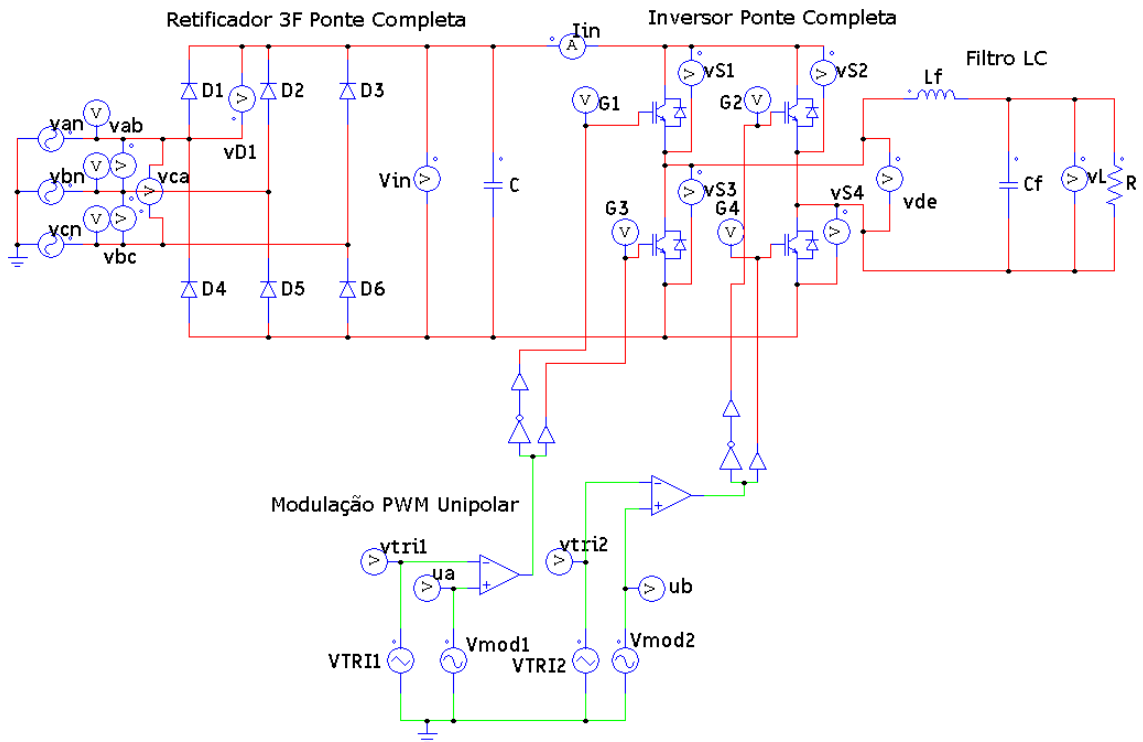 Retificador 3F Ponte Completa
Inversor Ponte Completa
Iin
A
Filtro LC
D1
D2
D3
V
vS1
V
vS2
V
G1
V
G2
V
Lf
van
V
vab
vD1
V
vbn
V
V
vca
Vin
V
C
vcn
V
V
vbc
D4
D5
D6
G3
V
vS3
V
G4
V
vS4
V
vde
V
Cf
vL
V
R
Modulação PWM Unipolar
vtri1
V
ua
V
vtri2
V
ub
V
VTRI1
Vmod1
VTRI2
Vmod2